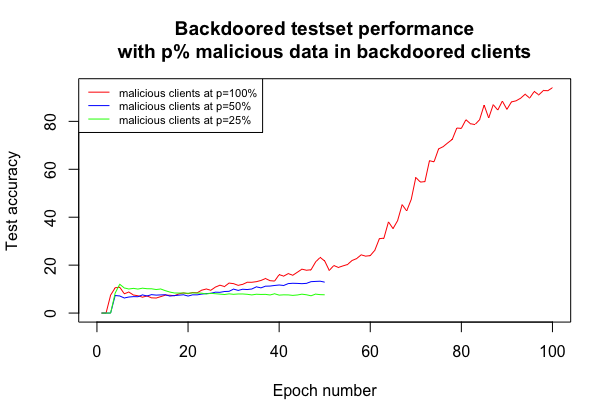 Backdoored testset performance
with p% malicious data in backdoored clients
malicious clients at p=100%
malicious clients at p=50%
malicious clients at p=25%
Test accuracy
80
60
40
20
0
0 20 40 60 80 100
Epoch number